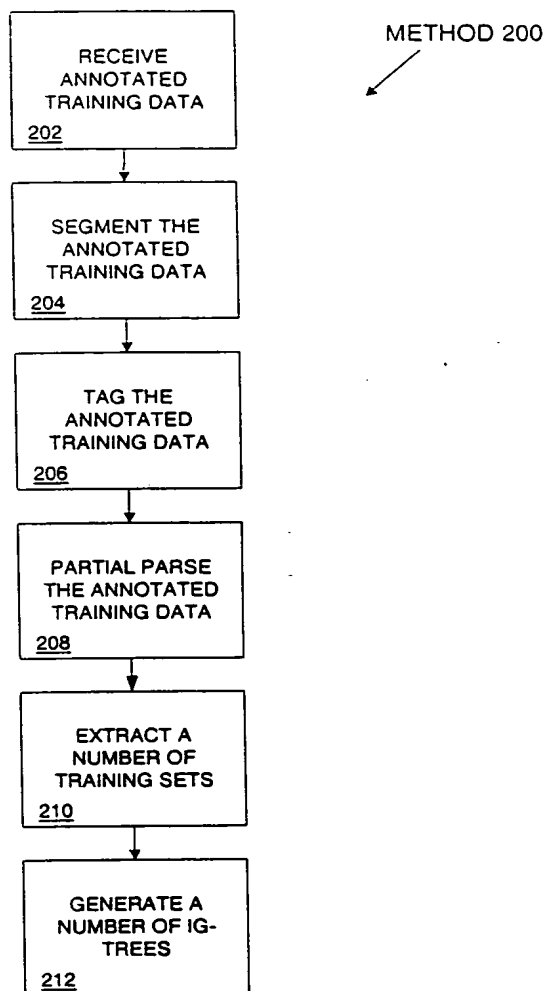 METHOD 200
RECEIVE
ANNOTATED
TRAINING DATA
202
SEGMENT THE
ANNOTATED
TRAINING DATA
204
TAG THE
ANNOTATED
TRAINING DATA
206
PARTIAL PARSE
THE ANNOTATED
TRAINING DATA
208
EXTRACT A
NUMBER OF
TRAINING SETS
210
GENERATE A
NUMBER OF IG-
TREES
212